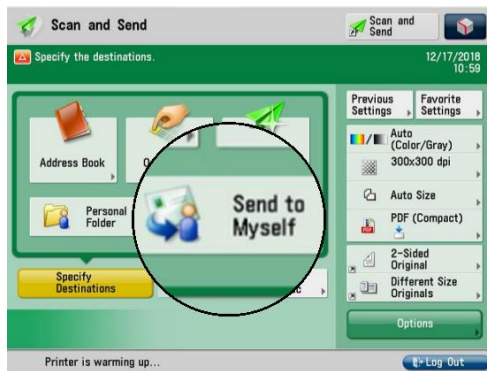 Scan and Send
Scan and
Send
Specify the destinations.
12/17/2018
10:59
Previous
Settings
Favorite
Settings
Address Book
Auto
(Color/Gray)
300x300 dpi
Auto Size
PDF (Compact)
2-Sided
Original
Different Size
Originals
Options
Personal
Folder
Send to
Myself
Specify
Destinations
Printer is warming up...
Log Out